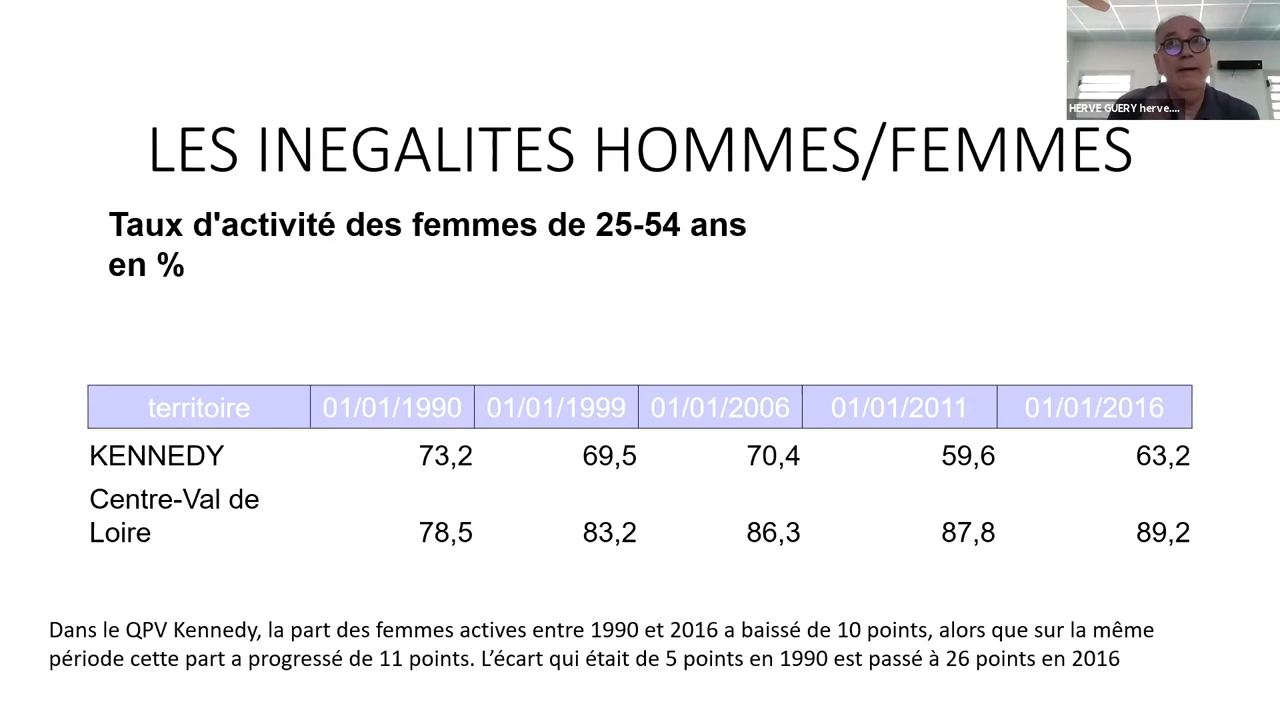 HERVE GUERY herve....
LES INEGALITES HOMMES/FEMMES
Taux d'activité des femmes de 25-54 ans
en %
territoire 01/01/1990 01/01/1999 01/01/2006 01/01/2011 01/01/2016
KENNEDY 73,2 69,5 70,4 59,6 63,2
Centre-Val de
Loire 78,5 83,2 86,3 87,8 89,2
Dans le QPV Kennedy, la part des femmes actives entre 1990 et 2016 a baissé de 10 points, alors que sur la même
période cette part a progressé de 11 points. L’écart qui était de 5 points en 1990 est passé à 26 points en 2016